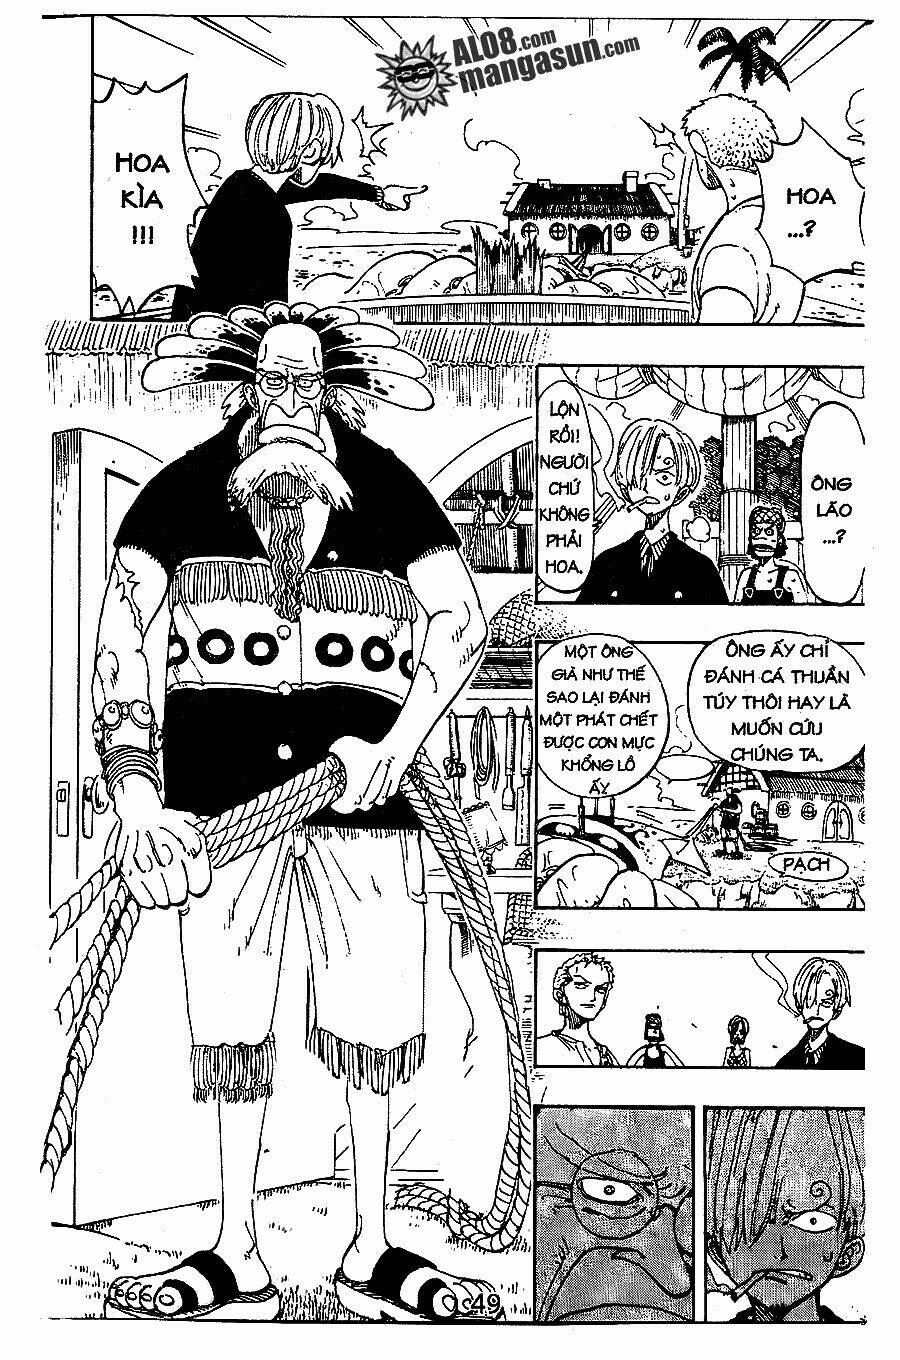 AL08.com
mangasun.com
HOA
KÌA
!!!
HOA
...?
LỘN
RỒI!
NGƯỜI
CHỨ
KHÔNG
PHẢI
HOA.
ÔNG
LÃO
...?
MỘT ÔNG
GIÀ NHƯ THẾ
SAO LẠI ĐÁNH
MỘT PHÁT CHẾT
ĐƯỢC CON MỰC
KHỔNG LỒ
ẤY.
ÔNG ẤY CHỈ
ĐÁNH CÁ THUẦN
TÚY THÔI HAY LÀ
MUỐN CỨU
CHÚNG TA.
PẠCH
49